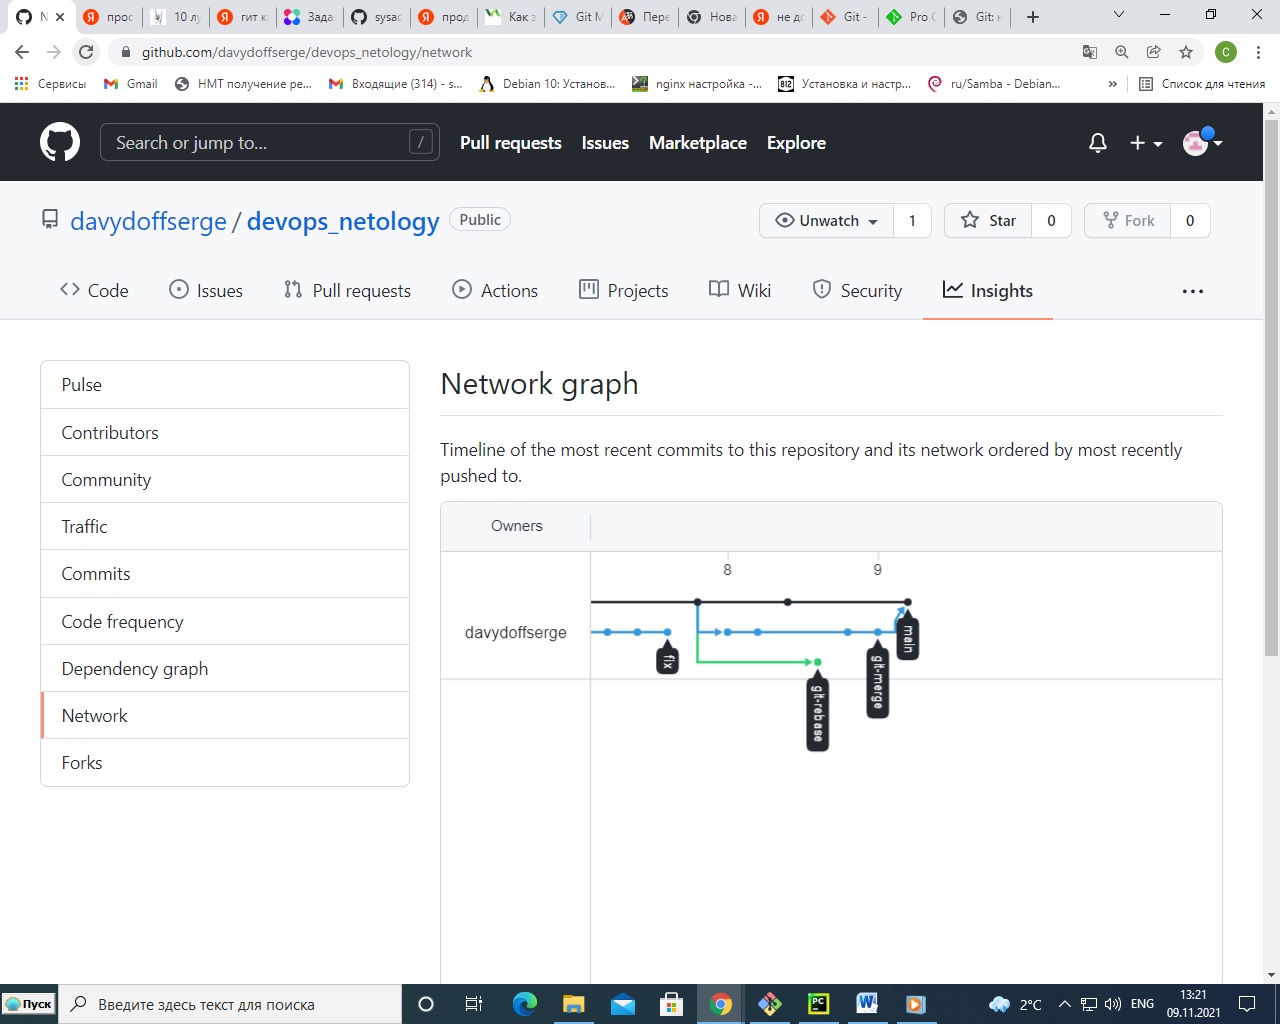 N
прос
10 лу
гит к
Зада
sysac
прод
Как з
Git M
Пере
Нова
не до
Git -
Pro G
Git: н
github.com/davydoffserge/devops_netology/network
C
Сервисы
Gmail
НМТ получение ре...
Входящие (314) - s...
Debian 10: Установ...
nginx настройка -...
812
Установка и настр...
ru/Samba - Debian...
»
Список для чтения
Search or jump to...
/
Pull requests
Issues
Marketplace
Explore
davydoffserge / devops_netology
Public
Unwatch
1
Star
0
Fork
0
Code
Issues
Pull requests
Actions
Projects
Wiki
Security
Insights
Pulse
Contributors
Community
Traffic
Commits
Code frequency
Dependency graph
Network
Forks
Network graph
Timeline of the most recent commits to this repository and its network ordered by most recently
pushed to.
Owners
8
9
davydoffserge
fix
git-rebase
git-merge
main
Пуск
Введите здесь текст для поиска
PC
2°C
ENG
13:21
09.11.2021